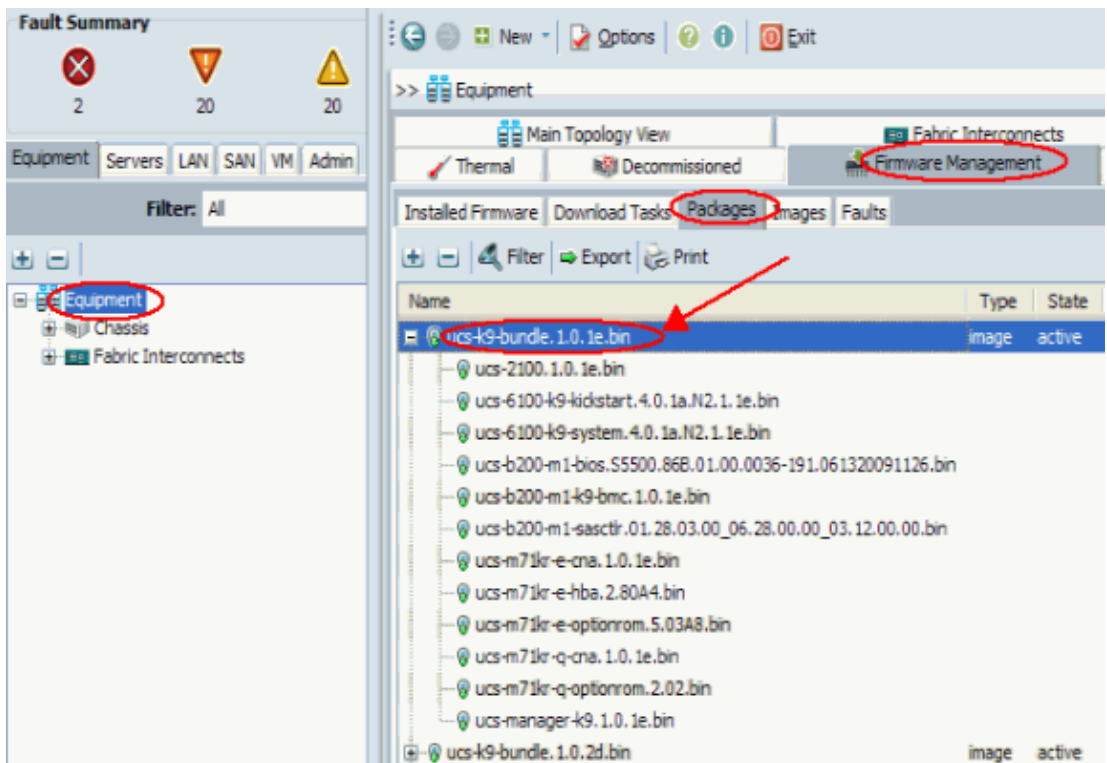 Fault Summary
2 20 20
Equipment Servers LAN SAN VM Admin
Filter: All
Equipment
Chassis
Fabric Interconnects
New Options Exit
>> Equipment
Main Topology View Fabric Interconnects
Thermal Decommissioned Firmware Management
Installed Firmware Download Tasks Packages Images Faults
Filter Export Print
Name Type State
ucs-k9-bundle.1.0.1e.bin image active
ucs-2100.1.0.1e.bin
ucs-6100-k9-kickstart.4.0.1a.N2.1.1e.bin
ucs-6100-k9-system.4.0.1a.N2.1.1e.bin
ucs-b200-m1-bios.S5500.86B.01.00.0036-191.061320091126.bin
ucs-b200-m1-k9-bmc.1.0.1e.bin
ucs-b200-m1-sasctlr.01.28.03.00_06.28.00.00_03.12.00.00.bin
ucs-m71kr-e-cna.1.0.1e.bin
ucs-m71kr-e-hba.2.80A4.bin
ucs-m71kr-e-optionrom.5.03A8.bin
ucs-m71kr-q-cna.1.0.1e.bin
ucs-m71kr-q-optionrom.2.02.bin
ucs-manager-k9.1.0.1e.bin
ucs-k9-bundle.1.0.2d.bin image active